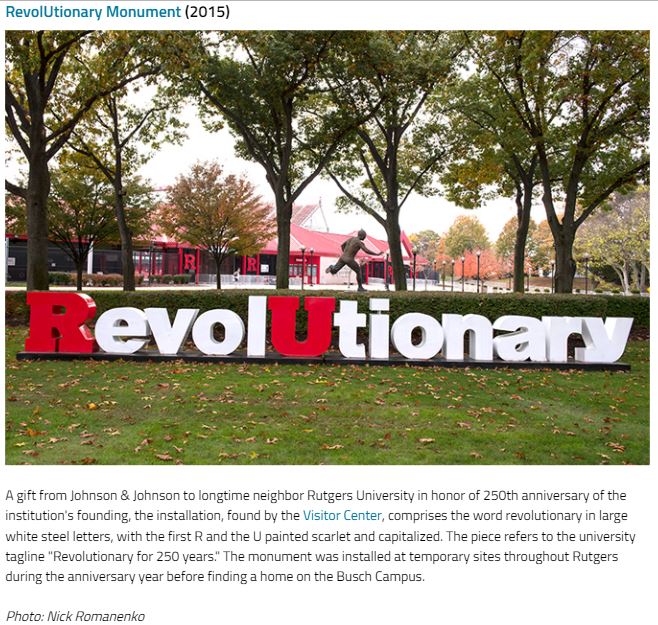 RevolUtionary Monument (2015)
R R
RevolUtionary
A gift from Johnson & Johnson to longtime neighbor Rutgers University in honor of 250th anniversary of the
institution's founding, the installation, found by the Visitor Center, comprises the word revolutionary in large
white steel letters, with the first R and the U painted scarlet and capitalized. The piece refers to the university
tagline "Revolutionary for 250 years." The monument was installed at temporary sites throughout Rutgers
during the anniversary year before finding a home on the Busch Campus.
Photo: Nick Romanenko